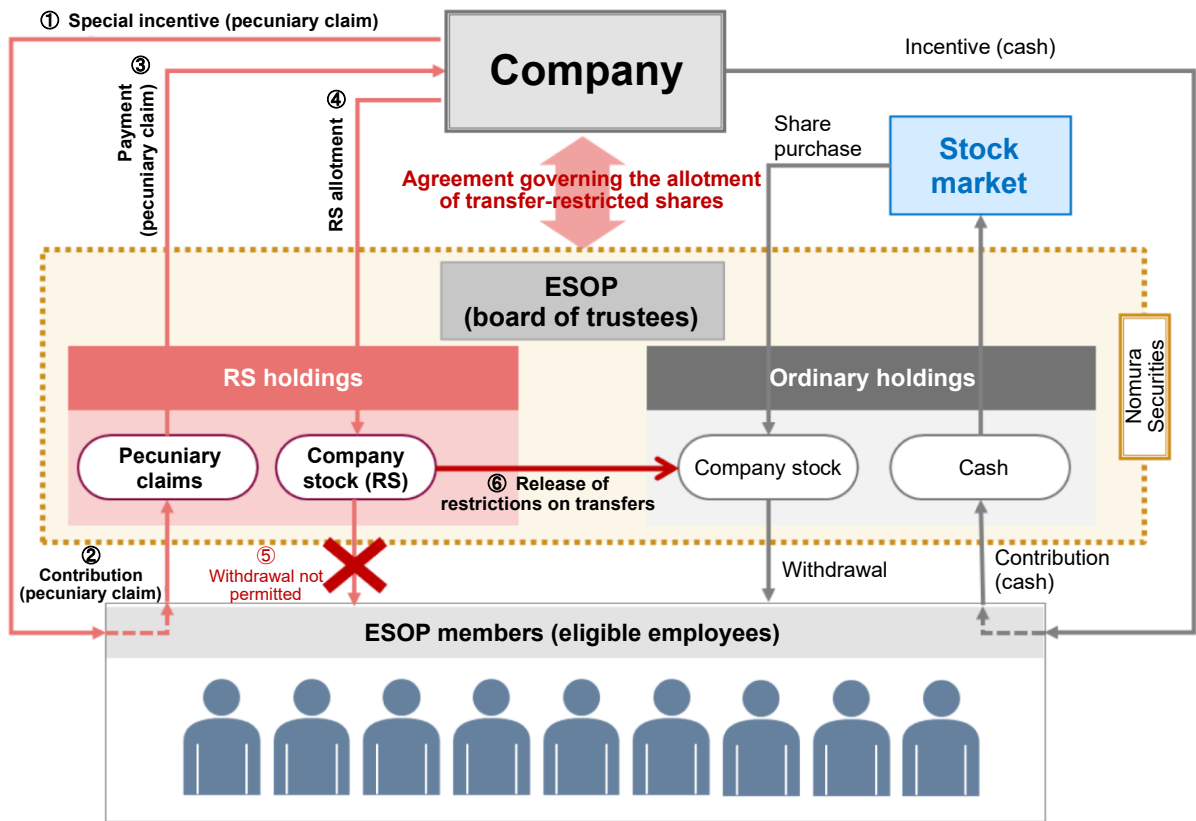 ① Special incentive (pecuniary claim)
Company
Incentive (cash)
③
Payment
(pecuniary claim)
RS allotment ④
Share
purchase
Stock
market
Agreement governing the allotment
of transfer-restricted shares
ESOP
(board of trustees)
Nomura
Securities
RS holdings
Ordinary holdings
Pecuniary
claims
Company
stock (RS)
Company stock
Cash
⑥ Release of
restrictions on transfers
②
Contribution
(pecuniary claim)
⑤
Withdrawal not
permitted
Withdrawal
Contribution
(cash)
ESOP members (eligible employees)